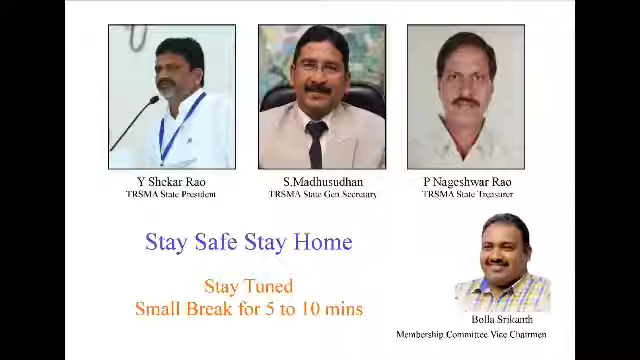 Y Shekar Rao
TRSMA State President
S.Madhusudhan
TRSMA State Gen Secretary
P Nageshwar Rao
TRSMA State Treasurer
Stay Safe Stay Home
Stay Tuned
Small Break for 5 to 10 mins
Bolla Srikanth
Membership Committee Vice Chairmen